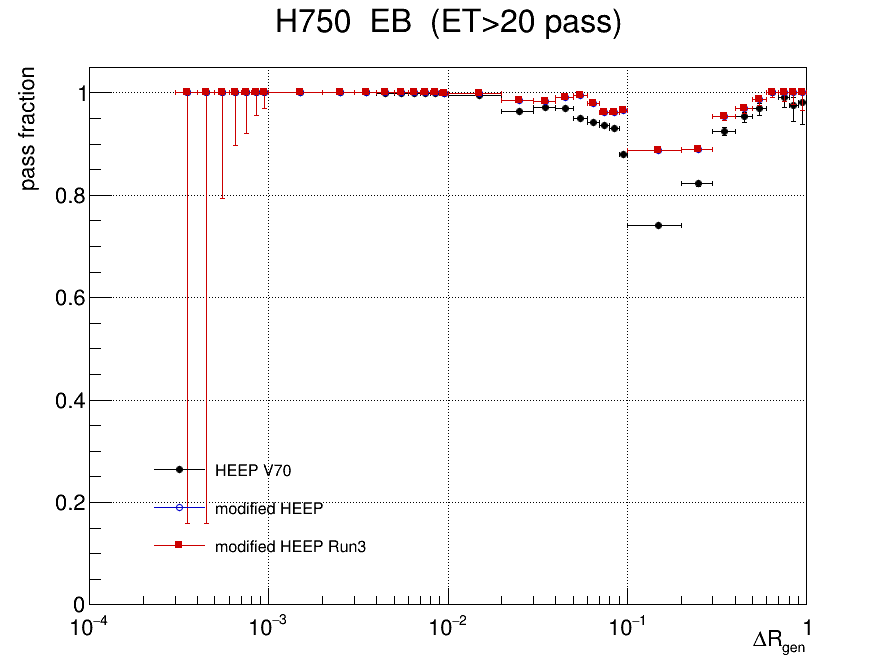 H750 EB (ET>20 pass)
pass fraction
1
0.8
0.6
0.4
0.2
0
HEEP V70
modified HEEP
modified HEEP Run3
10⁻⁴ 10⁻³ 10⁻² 10⁻¹ 1
ΔR_gen